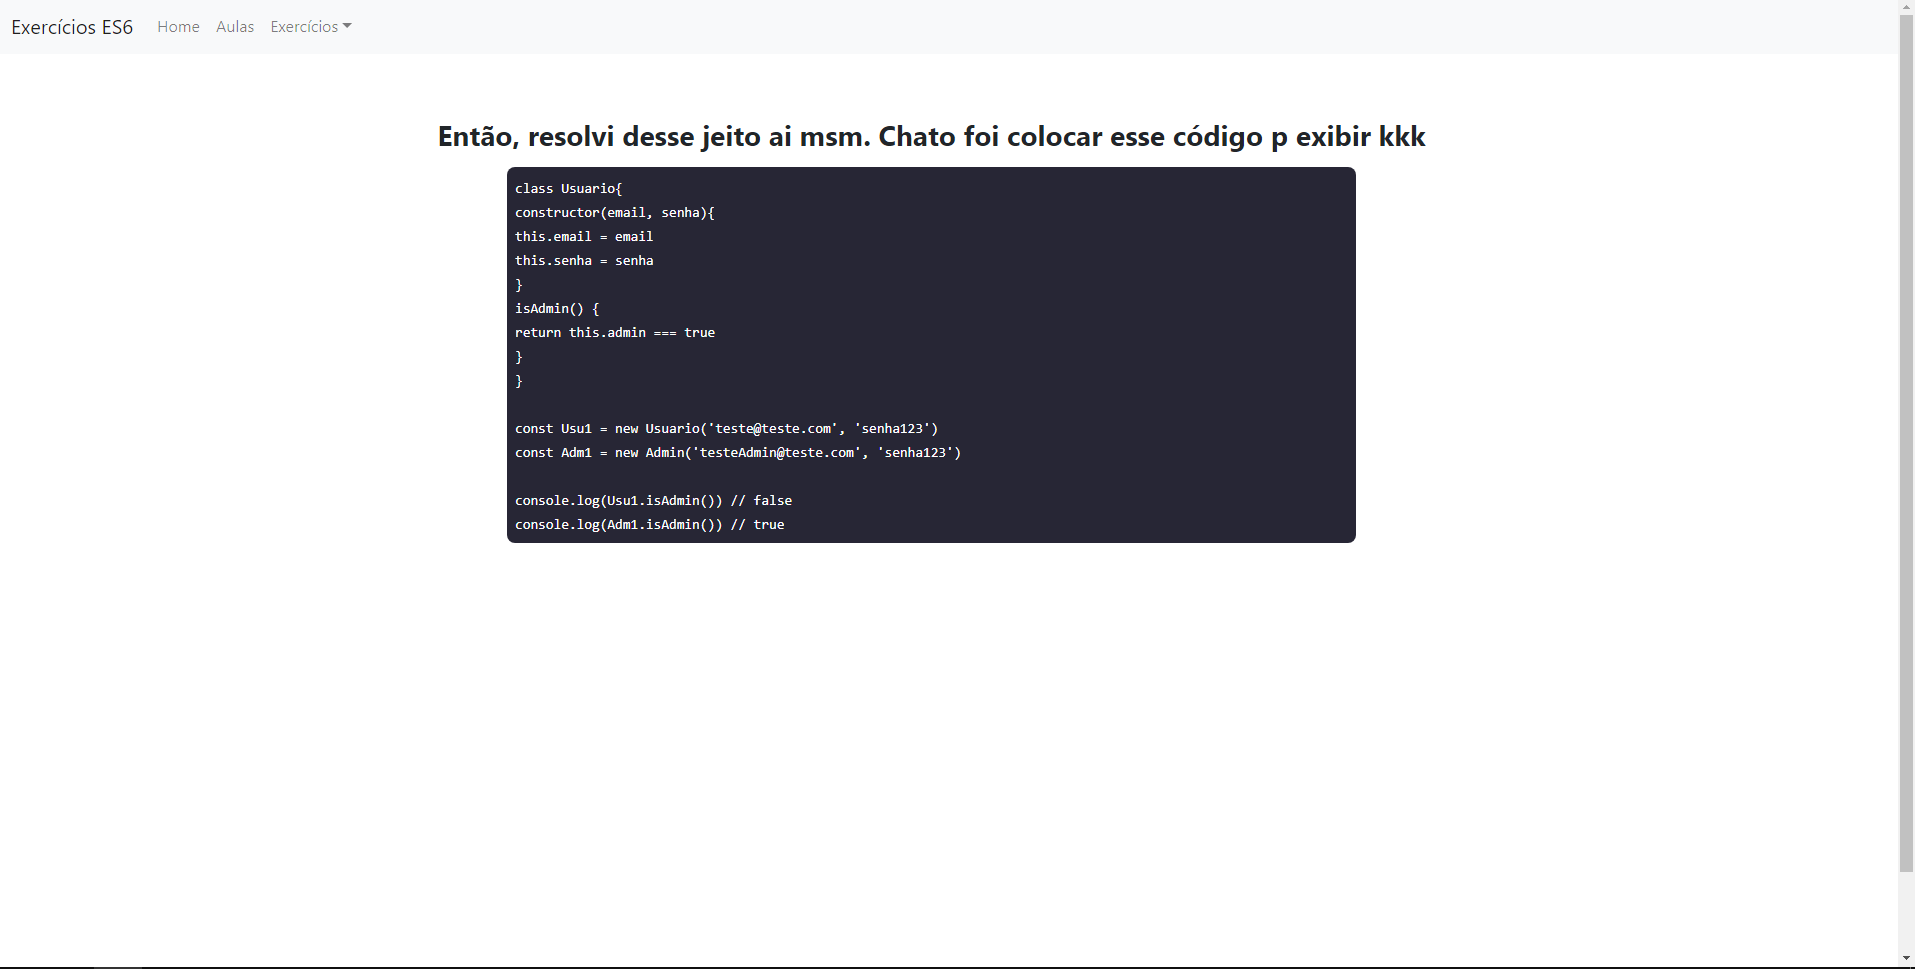 Exercícios ES6 Home Aulas Exercícios
Então, resolvi desse jeito ai msm. Chato foi colocar esse código p exibir kkk
class Usuario{
constructor(email, senha){
this.email = email
this.senha = senha
}
isAdmin() {
return this.admin === true
}
}
const Usu1 = new Usuario('teste@teste.com', 'senha123')
const Adm1 = new Admin('testeAdmin@teste.com', 'senha123')
console.log(Usu1.isAdmin()) // false
console.log(Adm1.isAdmin()) // true